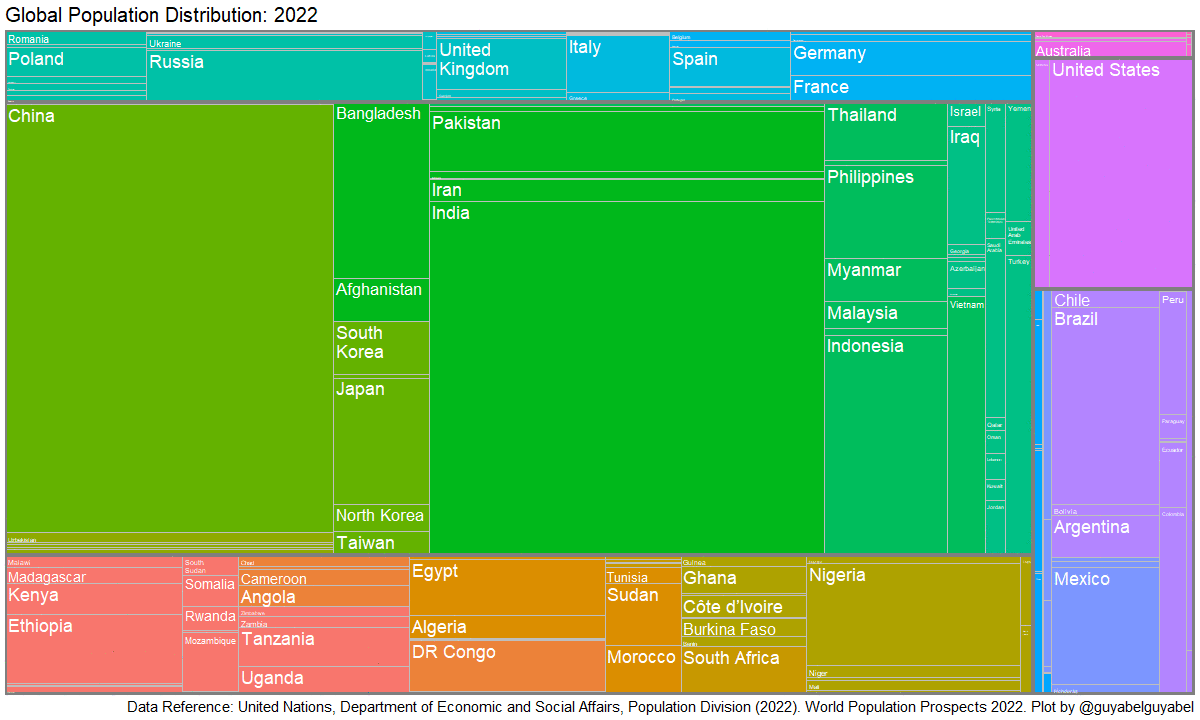 Global Population Distribution: 2022
Romania
Poland
Ukraine
Russia
United
Kingdom
Italy
Greece
Belgium
Spain
Germany
France
Australia
United States
China
Uzbekistan
Bangladesh
Afghanistan
South
Korea
Japan
North Korea
Taiwan
Pakistan
Iran
India
Thailand
Philippines
Myanmar
Malaysia
Indonesia
Israel
Iraq
Georgia
Azerbaijan
Vietnam
Syria
Saudi
Arabia
Qatar
Oman
Lebanon
Kuwait
Jordan
Yemen
United
Arab
Emirates
Turkey
Chile
Brazil
Bolivia
Argentina
Mexico
Honduras
Peru
Paraguay
Ecuador
Colombia
Malawi
Madagascar
Kenya
Ethiopia
South
Sudan
Somalia
Rwanda
Mozambique
Chad
Cameroon
Angola
Zimbabwe
Zambia
Tanzania
Uganda
Egypt
Algeria
DR Congo
Tunisia
Sudan
Morocco
Guinea
Ghana
Côte d'Ivoire
Burkina Faso
Benin
South Africa
Nigeria
Niger
Mali
Data Reference: United Nations, Department of Economic and Social Affairs, Population Division (2022). World Population Prospects 2022. Plot by @guyabelguyabel